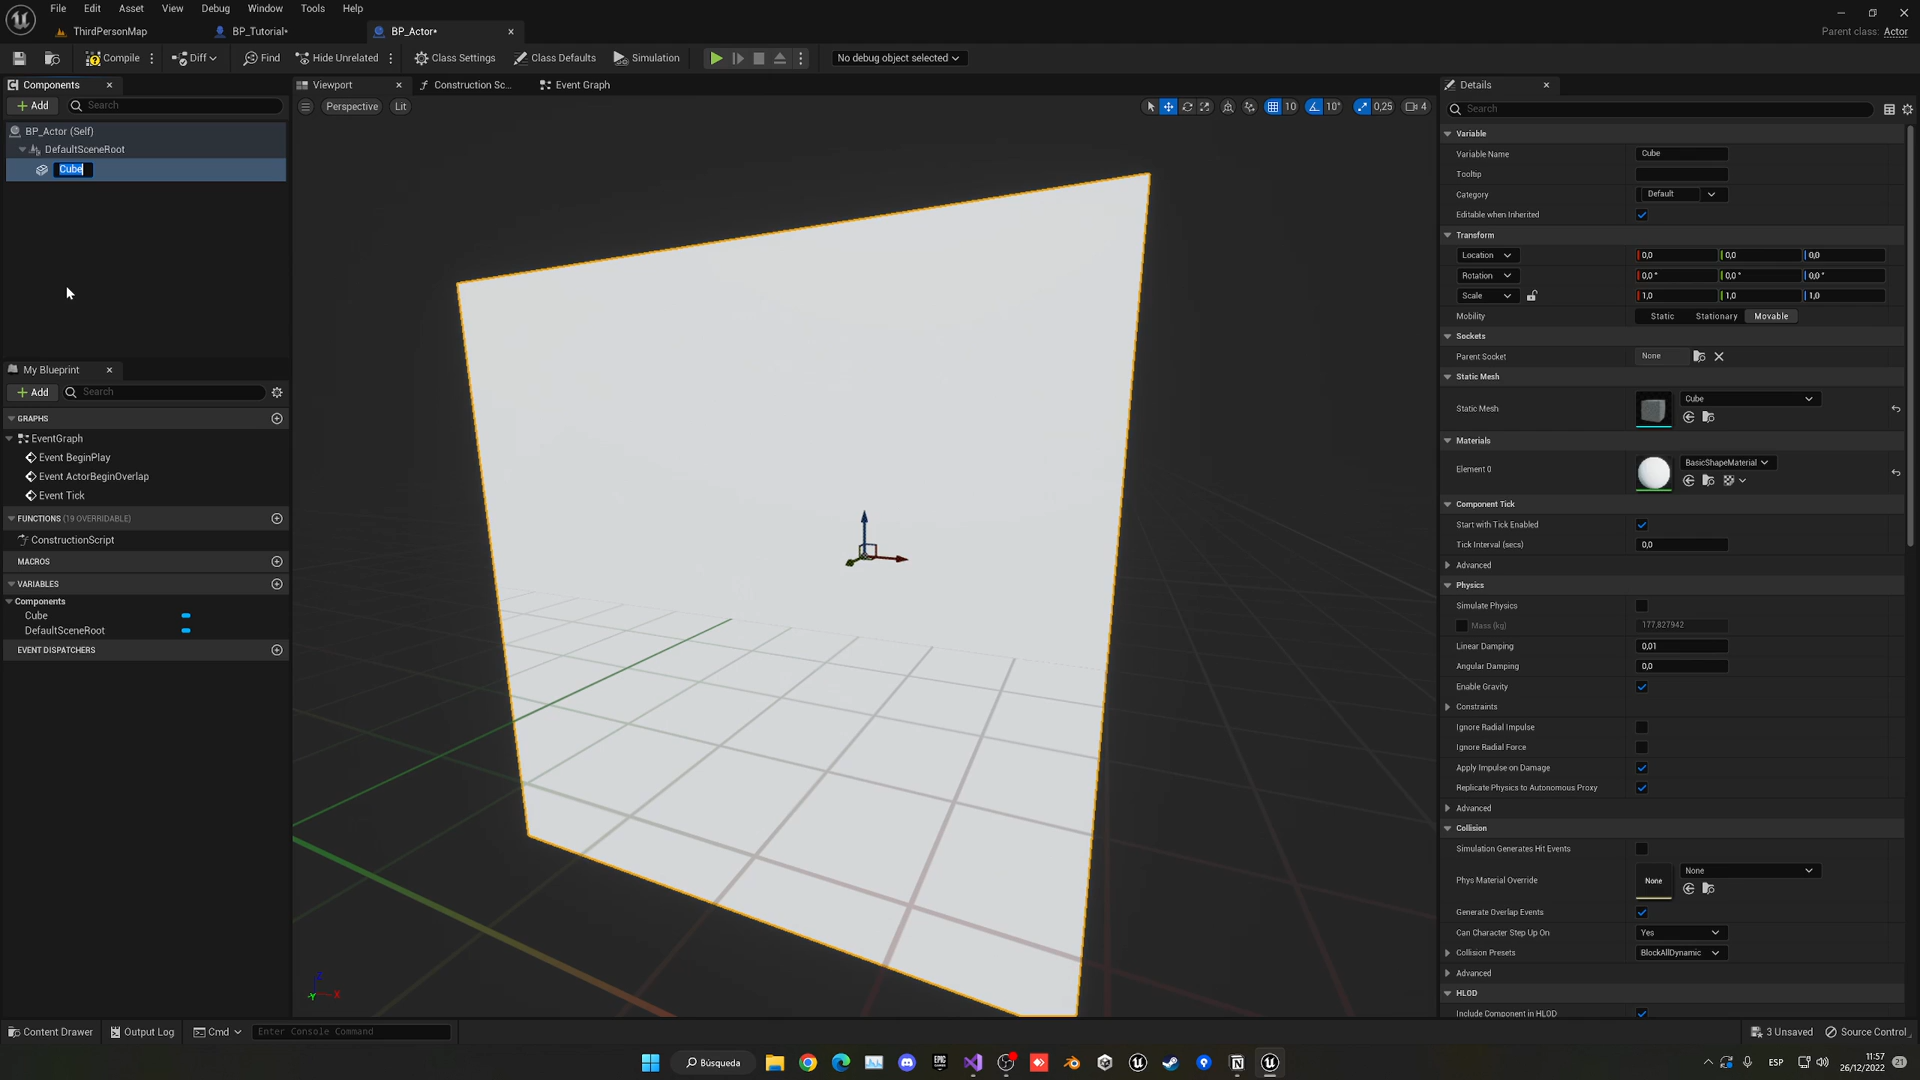 File Edit Asset View Debug Window Tools Help
ThirdPersonMap
BP_Tutorial*
BP_Actor*
Parent class: Actor
Compile
Diff
Find
Hide Unrelated
Class Settings
Class Defaults
Simulation
No debug object selected
Components
+ Add
Search
BP_Actor (Self)
DefaultSceneRoot
Cube
My Blueprint
+ Add
Search
GRAPHS
EventGraph
Event BeginPlay
Event ActorBeginOverlap
Event Tick
FUNCTIONS (19 OVERRIDABLE)
ConstructionScript
MACROS
VARIABLES
Components
Cube
DefaultSceneRoot
EVENT DISPATCHERS
Viewport
Construction Sc...
Event Graph
Perspective
Lit
10
10°
0,25
4
Z
Y
X
Details
Search
Variable
Variable Name Cube
Tooltip
Category Default
Editable when Inherited
Transform
Location 0,0 0,0 0,0
Rotation 0,0 ° 0,0 ° 0,0 °
Scale 1,0 1,0 1,0
Mobility Static Stationary Movable
Sockets
Parent Socket None
Static Mesh
Static Mesh Cube
Materials
Element 0 BasicShapeMaterial
Component Tick
Start with Tick Enabled
Tick Interval (secs) 0,0
Advanced
Physics
Simulate Physics
Mass (kg) 177,827942
Linear Damping 0,01
Angular Damping 0,0
Enable Gravity
Constraints
Ignore Radial Impulse
Ignore Radial Force
Apply Impulse on Damage
Replicate Physics to Autonomous Proxy
Advanced
Collision
Simulation Generates Hit Events
Phys Material Override None None
Generate Overlap Events
Can Character Step Up On Yes
Collision Presets BlockAllDynamic
Advanced
HLOD
Include Component in HLOD
Content Drawer
Output Log
Cmd
Enter Console Command
3 Unsaved
Source Control
Búsqueda
ESP
11:57
26/12/2022
21